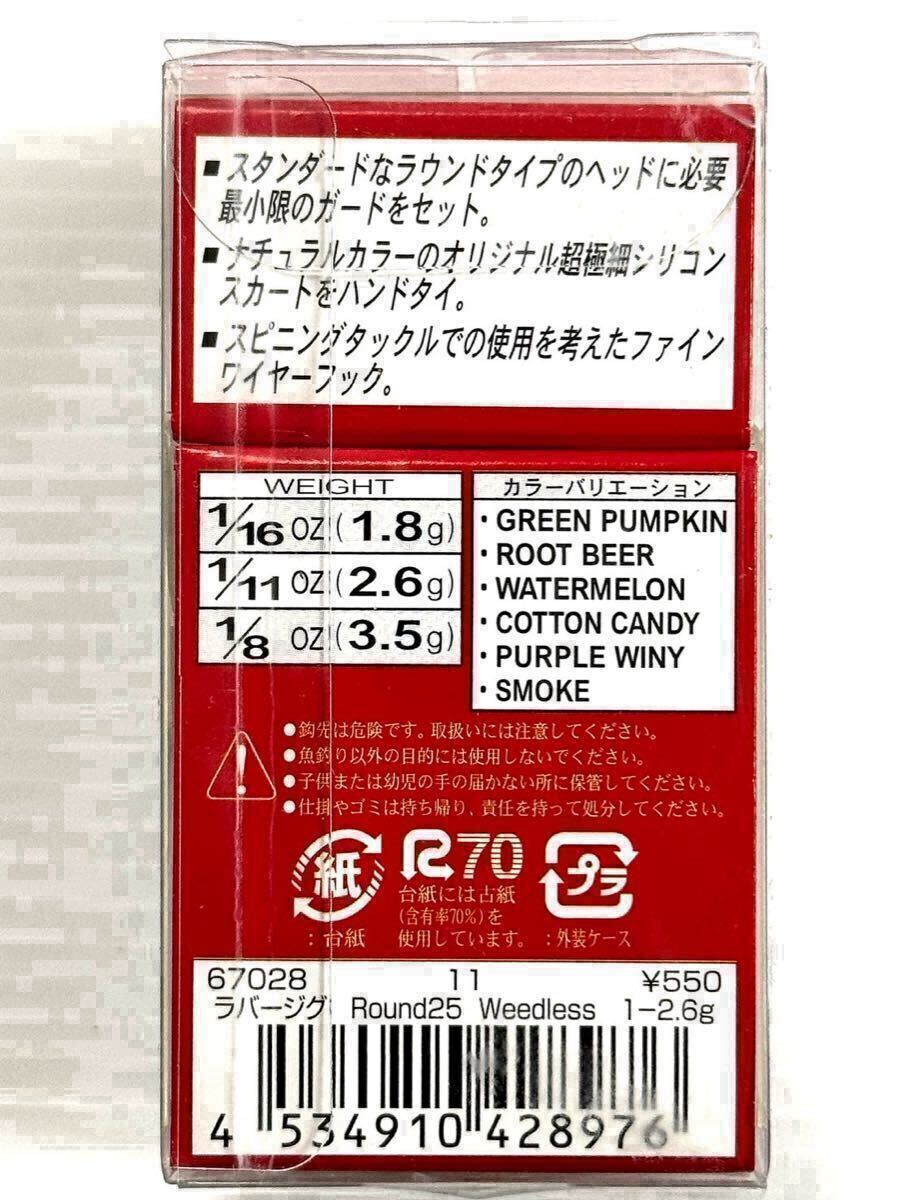 ■スタンダードなラウンドタイプのヘッドに必要
最小限のガードをセット。
■ナチュラルカラーのオリジナル超極細シリコン
スカートをハンドタイ。
■スピニングタックルでの使用を考えたファイン
ワイヤーフック。
WEIGHT
1/16 oz (1.8g)
1/11 oz (2.6g)
1/8 oz (3.5g)
カラーバリエーション
・GREEN PUMPKIN
・ROOT BEER
・WATERMELON
・COTTON CANDY
・PURPLE WINY
・SMOKE
●鈎先は危険です。取扱いには注意してください。
●魚釣り以外の目的には使用しないでください。
●子供または幼児の手の届かない所に保管してください。
●仕掛やゴミは持ち帰り、責任を持って処分してください。
紙
:台紙
R70
台紙には古紙
(含有率70%)を
使用しています。
プラ
:外装ケース
67028 11 ¥550
ラバージグ Round25 Weedless 1-2.6g
4 534910 428976